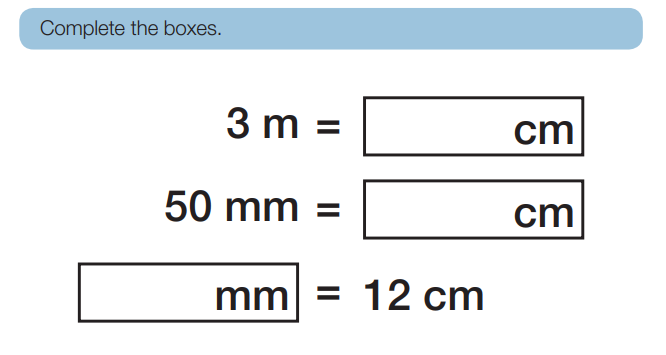 Complete the boxes.
3 m = cm
50 mm = cm
mm = 12 cm